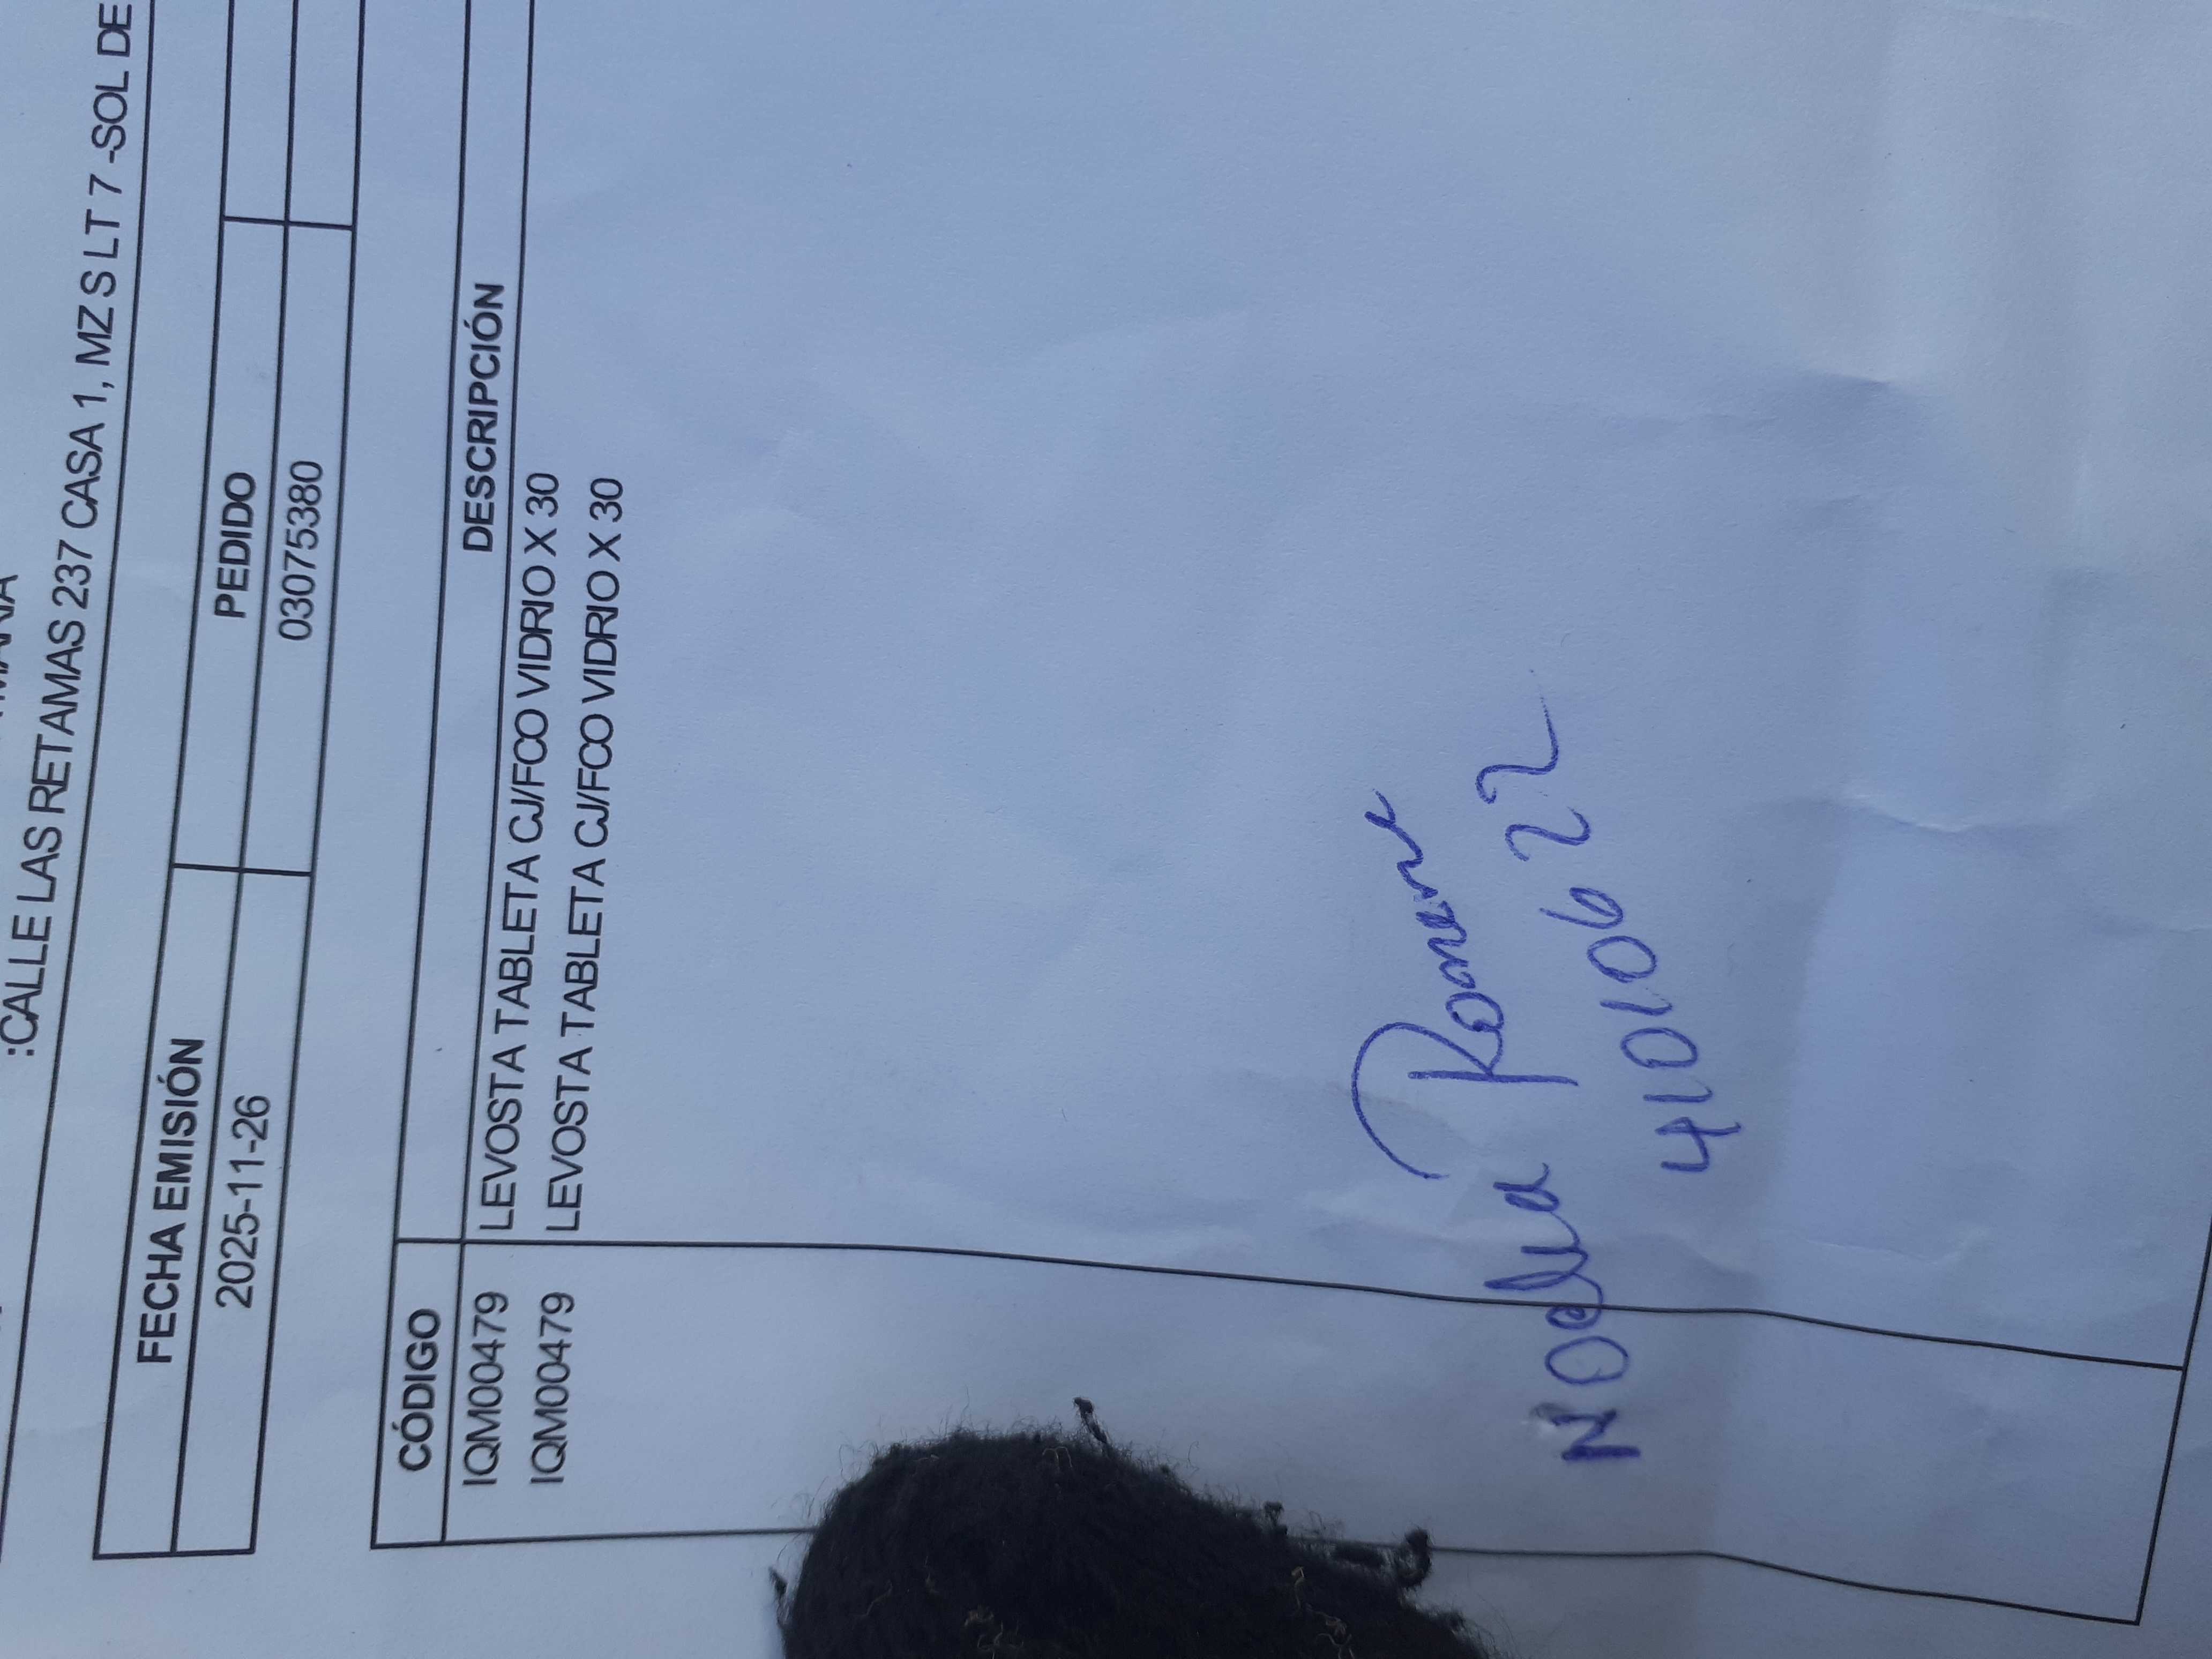 :CALLE LAS RETAMAS 237 CASA 1, MZ S LT 7 -SOL DE
FECHA EMISIÓN PEDIDO
2025-11-26 03075380
CÓDIGO DESCRIPCIÓN
IQM00479 LEVOSTA TABLETA CJ/FCO VIDRIO X 30
IQM00479 LEVOSTA TABLETA CJ/FCO VIDRIO X 30
Noelia
41010622